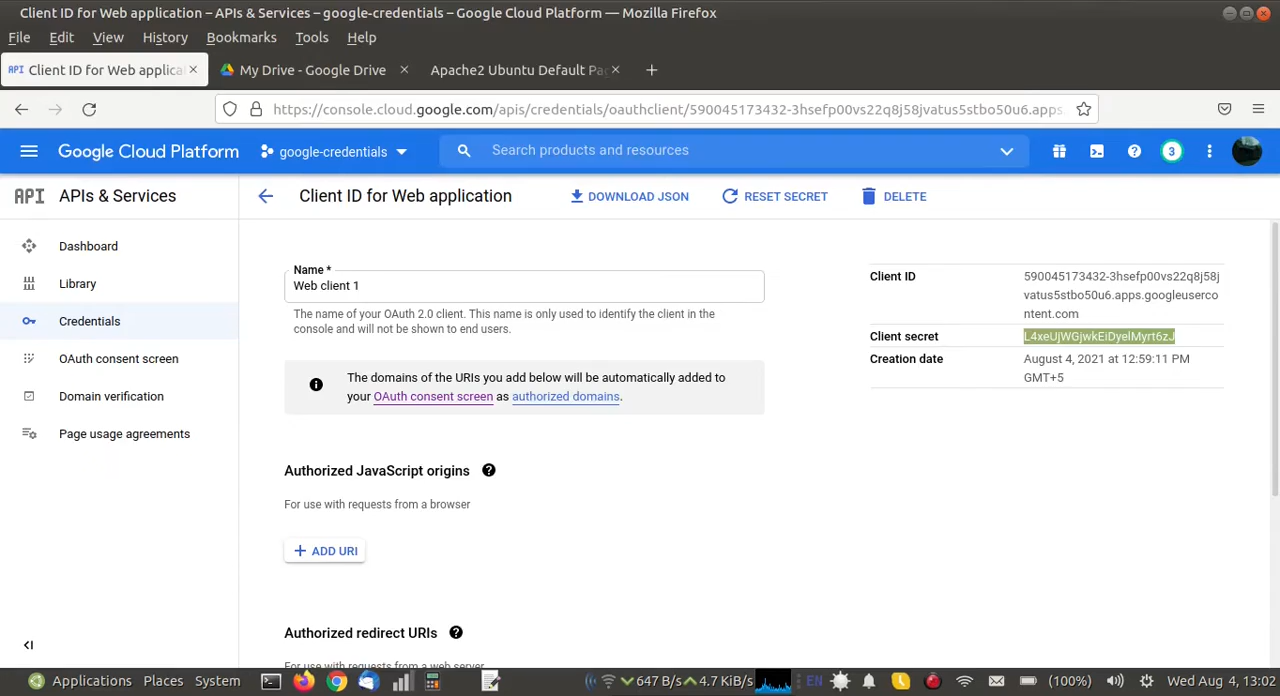 Client ID for Web application – APIs & Services – google-credentials – Google Cloud Platform — Mozilla Firefox
File Edit View History Bookmarks Tools Help
API Client ID for Web applica × My Drive - Google Drive × Apache2 Ubuntu Default Pa × +
https://console.cloud.google.com/apis/credentials/oauthclient/590045173432-3hsefp00vs22q8j58jvatus5stbo50u6.apps.
Google Cloud Platform google-credentials Search products and resources 3
API APIs & Services
Dashboard
Library
Credentials
OAuth consent screen
Domain verification
Page usage agreements
Client ID for Web application DOWNLOAD JSON RESET SECRET DELETE
Name *
Web client 1
The name of your OAuth 2.0 client. This name is only used to identify the client in the
console and will not be shown to end users.
The domains of the URIs you add below will be automatically added to
your OAuth consent screen as authorized domains.
Authorized JavaScript origins
For use with requests from a browser
+ ADD URI
Authorized redirect URIs
For use with requests from a web server
Client ID 590045173432-3hsefp00vs22q8j58j
vatus5stbo50u6.apps.googleuserco
ntent.com
Client secret L4xeUjWGjwkEiDyelMyrt6zJ
Creation date August 4, 2021 at 12:59:11 PM
GMT+5
Applications Places System 647 B/s 4.7 KiB/s EN (100%) Wed Aug 4, 13:02